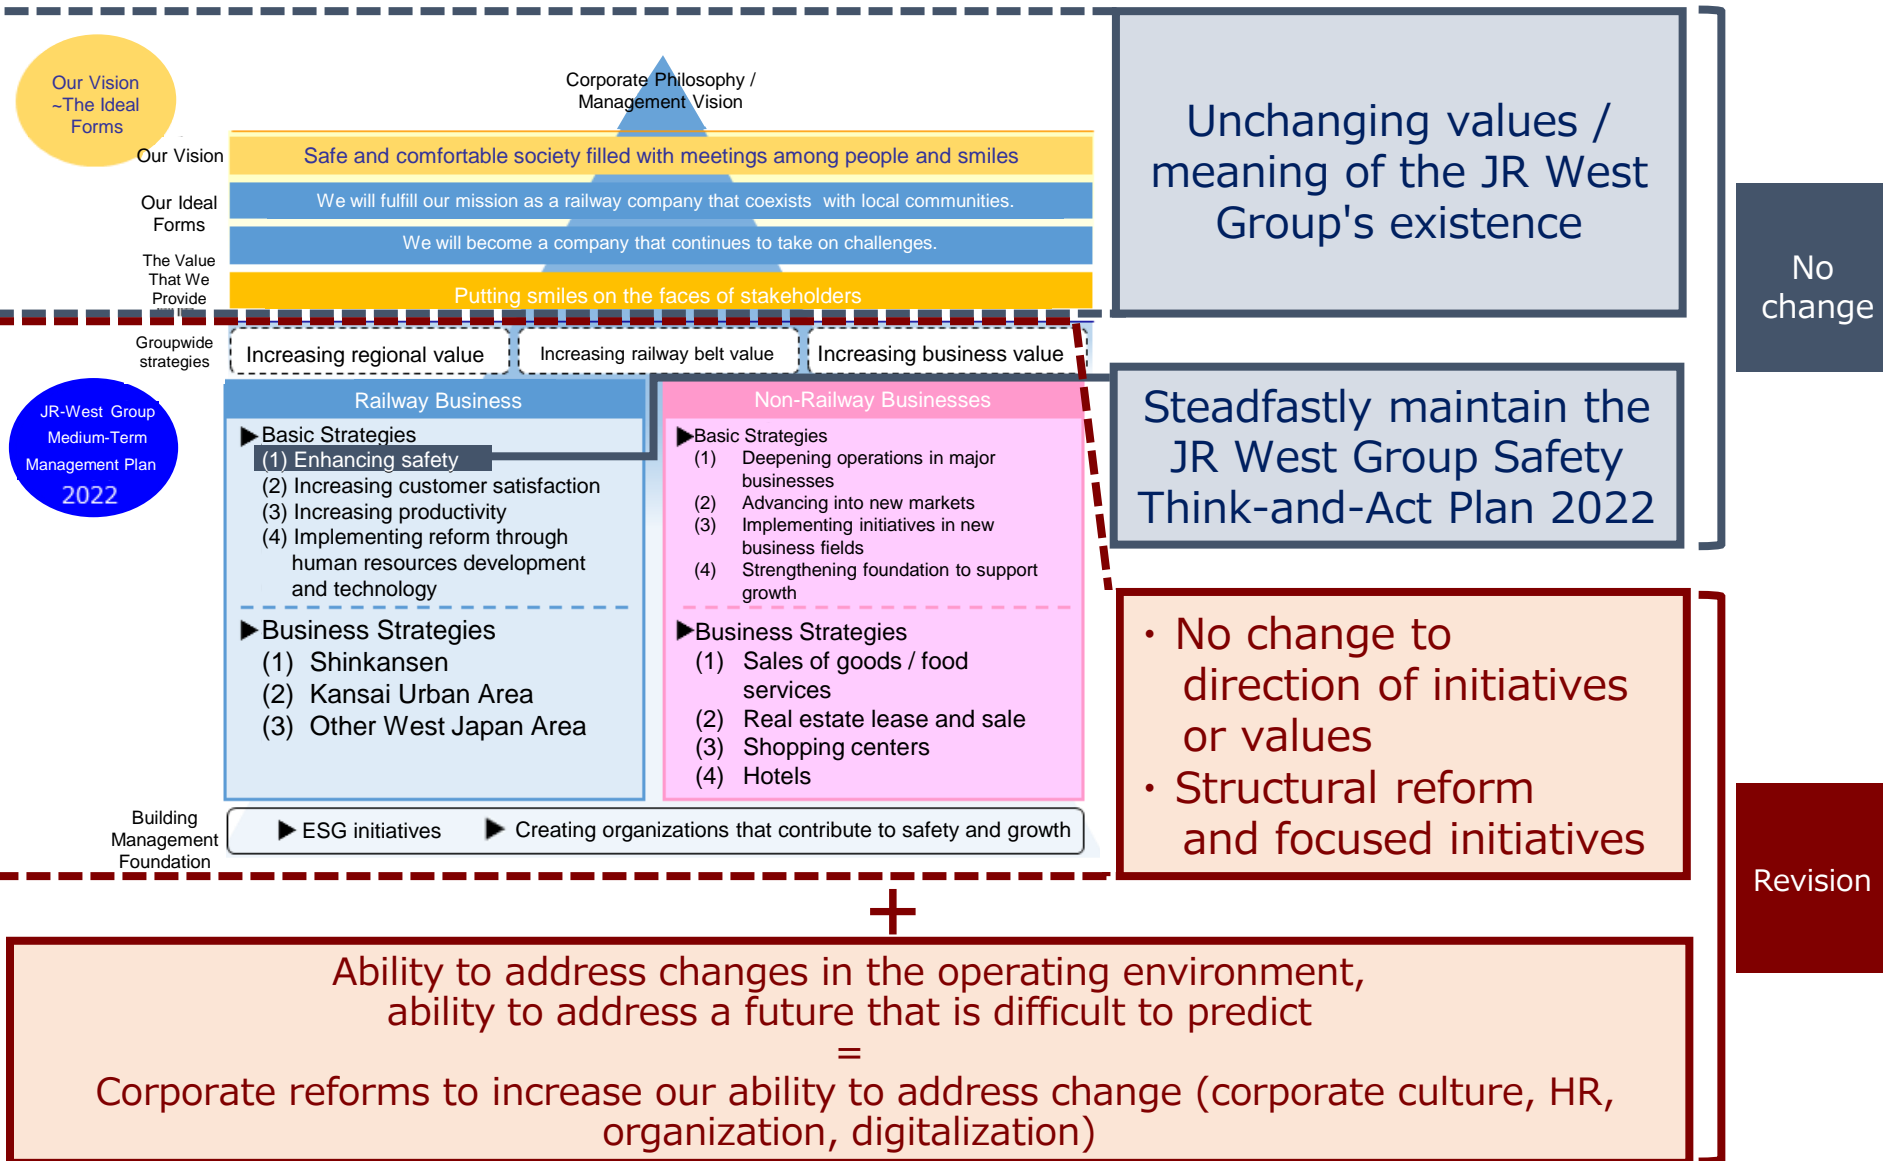 Our Vision
~The Ideal
Forms
Corporate Philosophy /
Management Vision
Our Vision
Safe and comfortable society filled with meetings among people and smiles
Our Ideal
Forms
We will fulfill our mission as a railway company that coexists with local communities.
We will become a company that continues to take on challenges.
The Value
That We
Provide
Putting smiles on the faces of stakeholders
Unchanging values /
meaning of the JR West
Group's existence
No
change
Groupwide
strategies
Increasing regional value
Increasing railway belt value
Increasing business value
JR-West Group
Medium-Term
Management Plan
2022
Railway Business
▶Basic Strategies
(1) Enhancing safety
(2) Increasing customer satisfaction
(3) Increasing productivity
(4) Implementing reform through
human resources development
and technology
▶Business Strategies
(1) Shinkansen
(2) Kansai Urban Area
(3) Other West Japan Area
Non-Railway Businesses
▶Basic Strategies
(1) Deepening operations in major
businesses
(2) Advancing into new markets
(3) Implementing initiatives in new
business fields
(4) Strengthening foundation to support
growth
▶Business Strategies
(1) Sales of goods / food
services
(2) Real estate lease and sale
(3) Shopping centers
(4) Hotels
Steadfastly maintain the
JR West Group Safety
Think-and-Act Plan 2022
・No change to
direction of initiatives
or values
・Structural reform
and focused initiatives
Revision
Building
Management
Foundation
▶ESG initiatives ▶Creating organizations that contribute to safety and growth
+
Ability to address changes in the operating environment,
ability to address a future that is difficult to predict
=
Corporate reforms to increase our ability to address change (corporate culture, HR,
organization, digitalization)